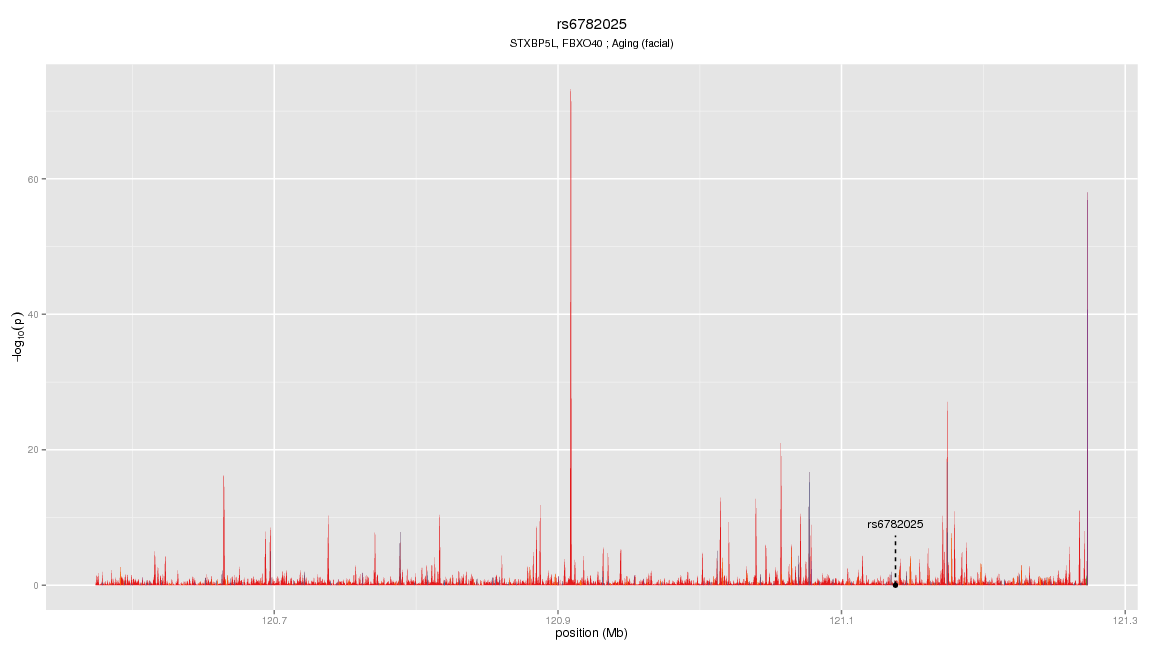 rs6782025
STXBP5L, FBXO40 ; Aging (facial)
60
40
20
0
−log10(p)
rs6782025
120.7
120.9
121.1
121.3
position (Mb)